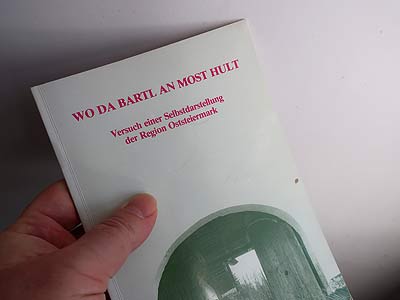 WO DA BARTL AN MOST HULT
Versuch einer Selbstdarstellung
der Region Oststeiermark